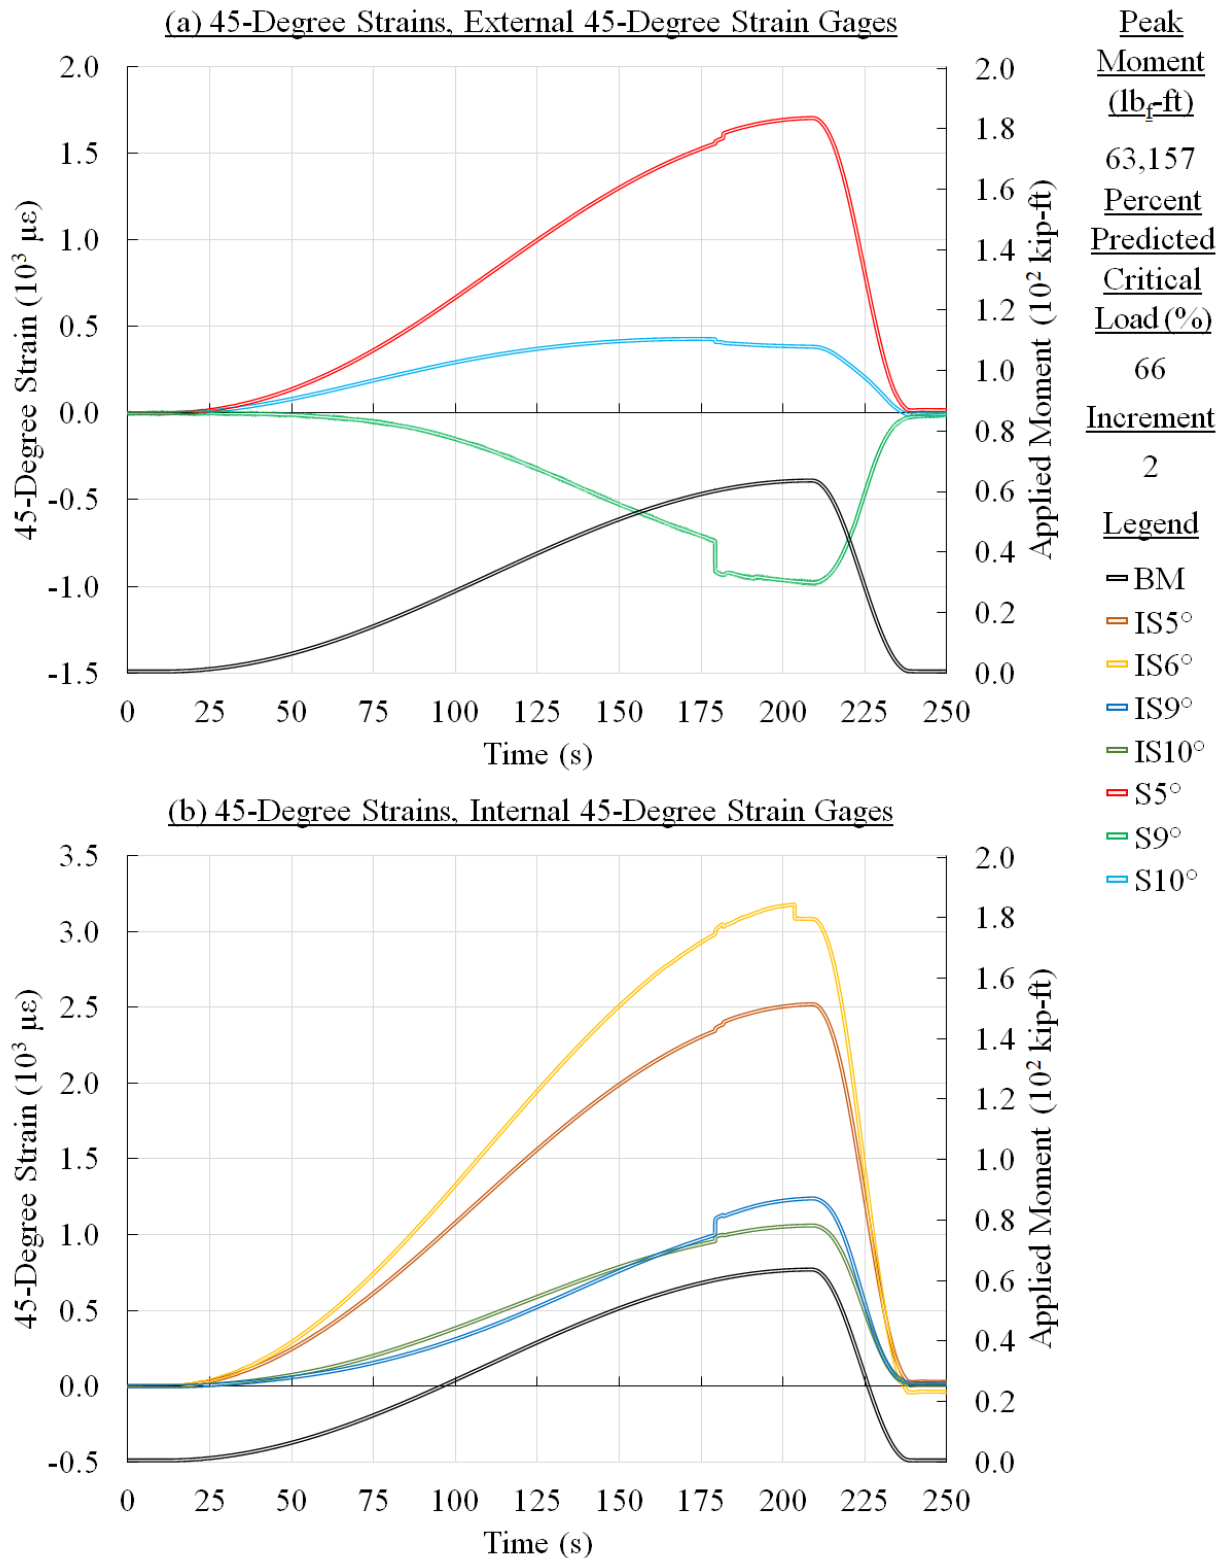 (a) 45-Degree Strains, External 45-Degree Strain Gages
2.0
1.5
1.0
0.5
0.0
-0.5
-1.0
-1.5
45-Degree Strain (10³ με)
2.0
1.8
1.6
1.4
1.2
1.0
0.8
0.6
0.4
0.2
0.0
Applied Moment (10² kip-ft)
0 25 50 75 100 125 150 175 200 225 250
Time (s)
(b) 45-Degree Strains, Internal 45-Degree Strain Gages
3.5
3.0
2.5
2.0
1.5
1.0
0.5
0.0
-0.5
45-Degree Strain (10³ με)
2.0
1.8
1.6
1.4
1.2
1.0
0.8
0.6
0.4
0.2
0.0
Applied Moment (10² kip-ft)
0 25 50 75 100 125 150 175 200 225 250
Time (s)
Peak
Moment
(lbf-ft)
63,157
Percent
Predicted
Critical
Load (%)
66
Increment
2
Legend
BM
IS5°
IS6°
IS9°
IS10°
S5°
S9°
S10°